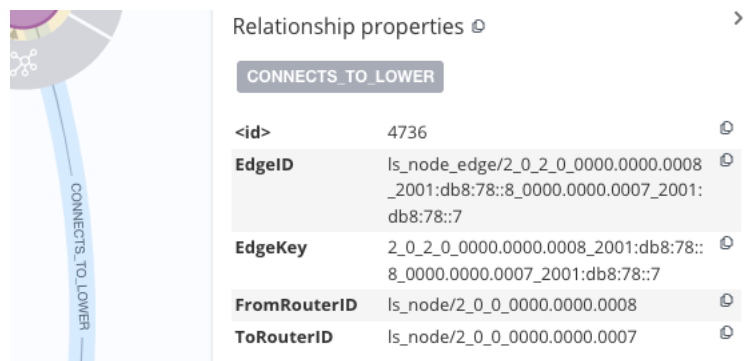 Relationship properties
CONNECTS_TO_LOWER
<id> 4736
EdgeID ls_node_edge/2_0_2_0_0000.0000.0008
_2001:db8:78::8_0000.0000.0007_2001:
db8:78::7
EdgeKey 2_0_2_0_0000.0000.0008_2001:db8:78::
8_0000.0000.0007_2001:db8:78::7
FromRouterID ls_node/2_0_0_0000.0000.0008
ToRouterID ls_node/2_0_0_0000.0000.0007
CONNECTS_TO_LOWER